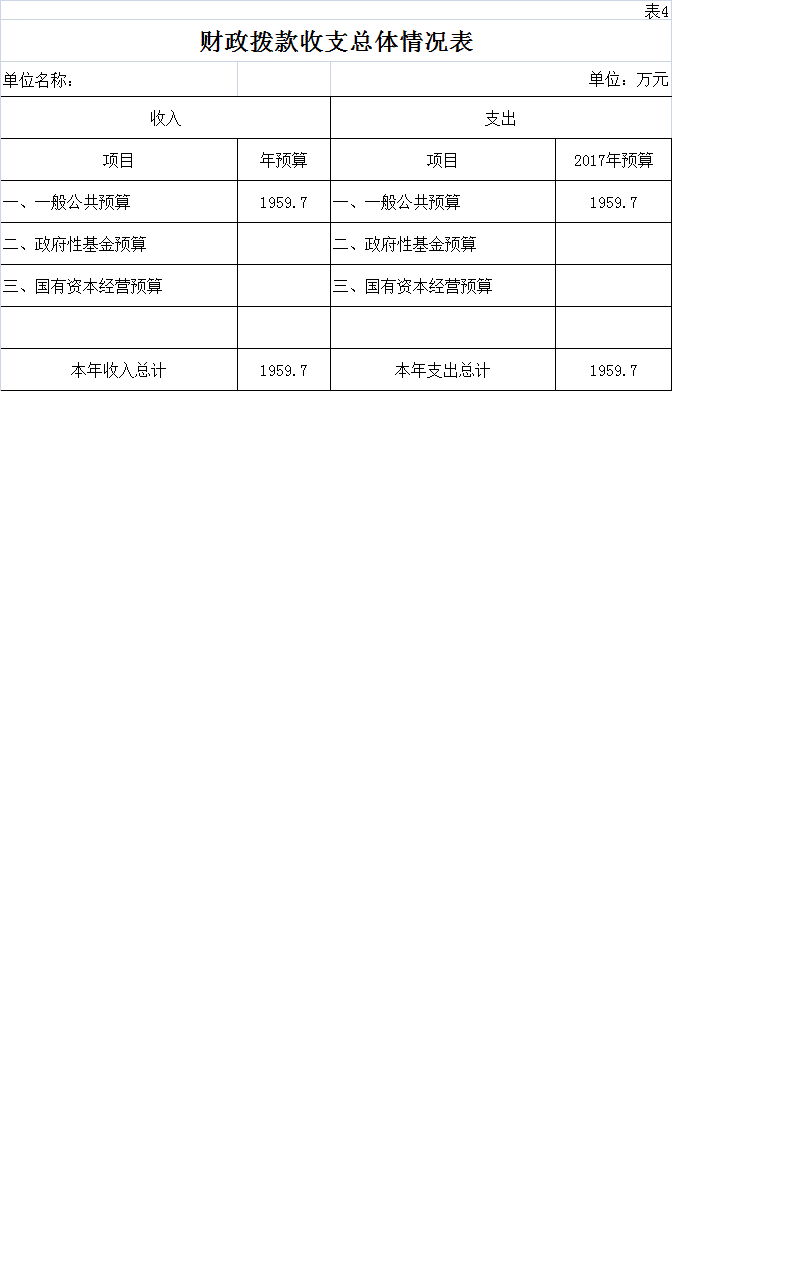 表4
财政拨款收支总体情况表
单位名称: 单位: 万元
收入 支出
项目 年预算 项目 2017年预算
一、一般公共预算 1959.7 一、一般公共预算 1959.7
二、政府性基金预算 二、政府性基金预算
三、国有资本经营预算 三、国有资本经营预算
本年收入总计 1959.7 本年支出总计 1959.7